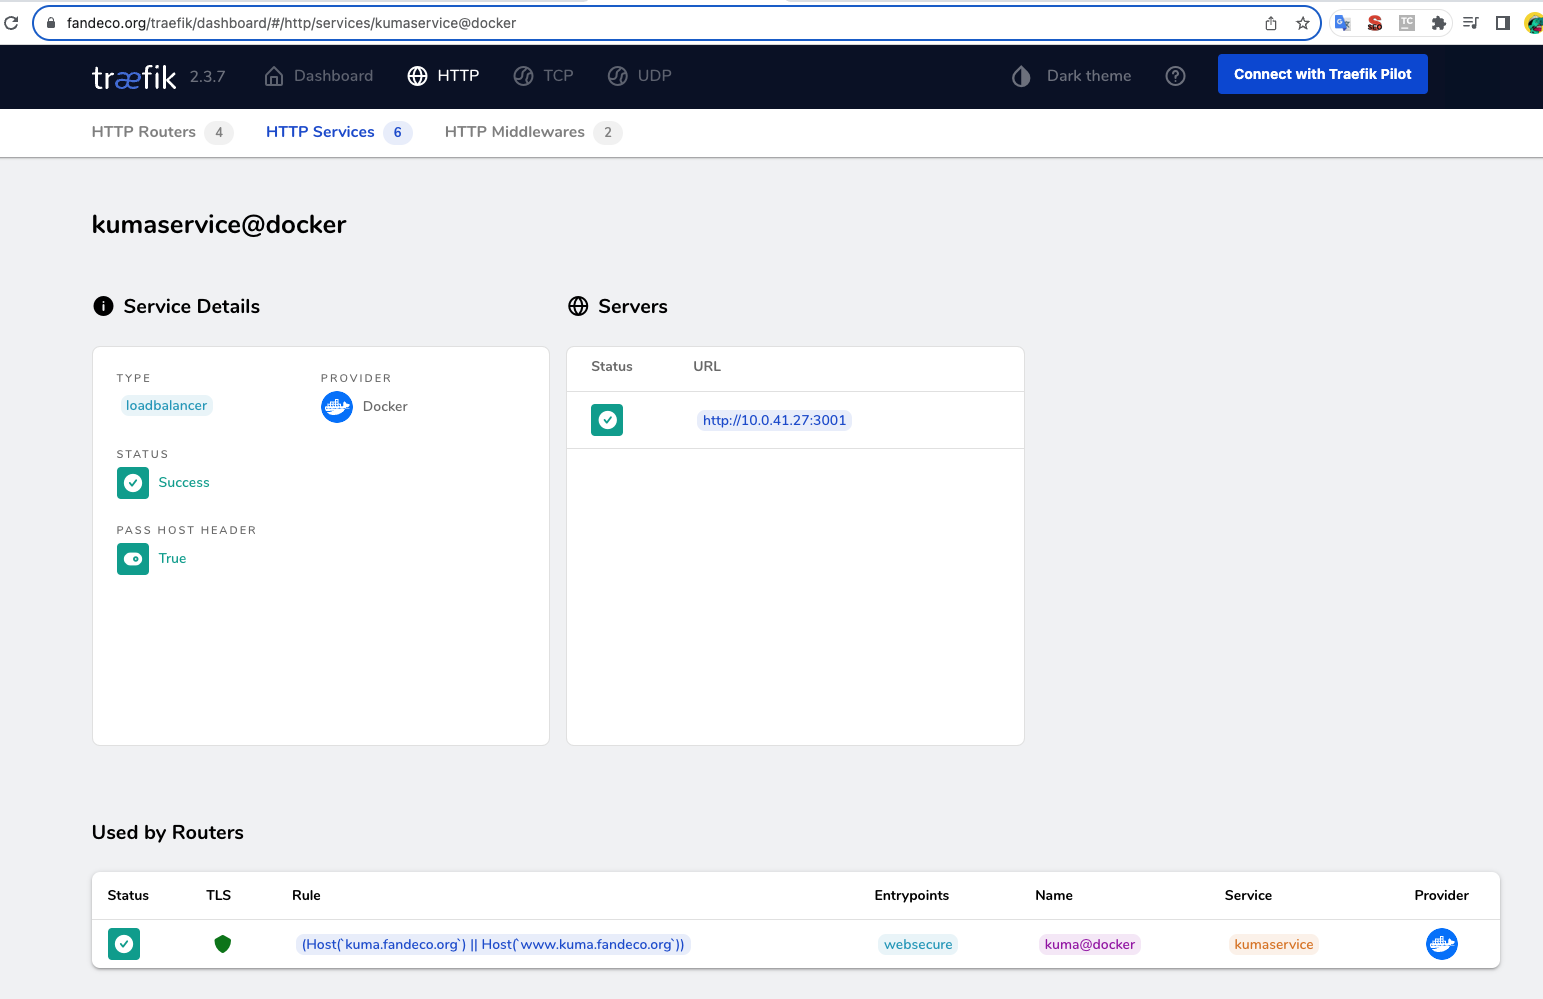 fandeco.org/traefik/dashboard/#/http/services/kumaservice@docker
TC
træfik 2.3.7 Dashboard HTTP TCP UDP Dark theme Connect with Traefik Pilot
HTTP Routers 4 HTTP Services 6 HTTP Middlewares 2
kumaservice@docker
Service Details
TYPE PROVIDER
loadbalancer Docker
STATUS
Success
PASS HOST HEADER
True
Servers
Status URL
http://10.0.41.27:3001
Used by Routers
Status TLS Rule Entrypoints Name Service Provider
(Host(`kuma.fandeco.org`) || Host(`www.kuma.fandeco.org`)) websecure kuma@docker kumaservice